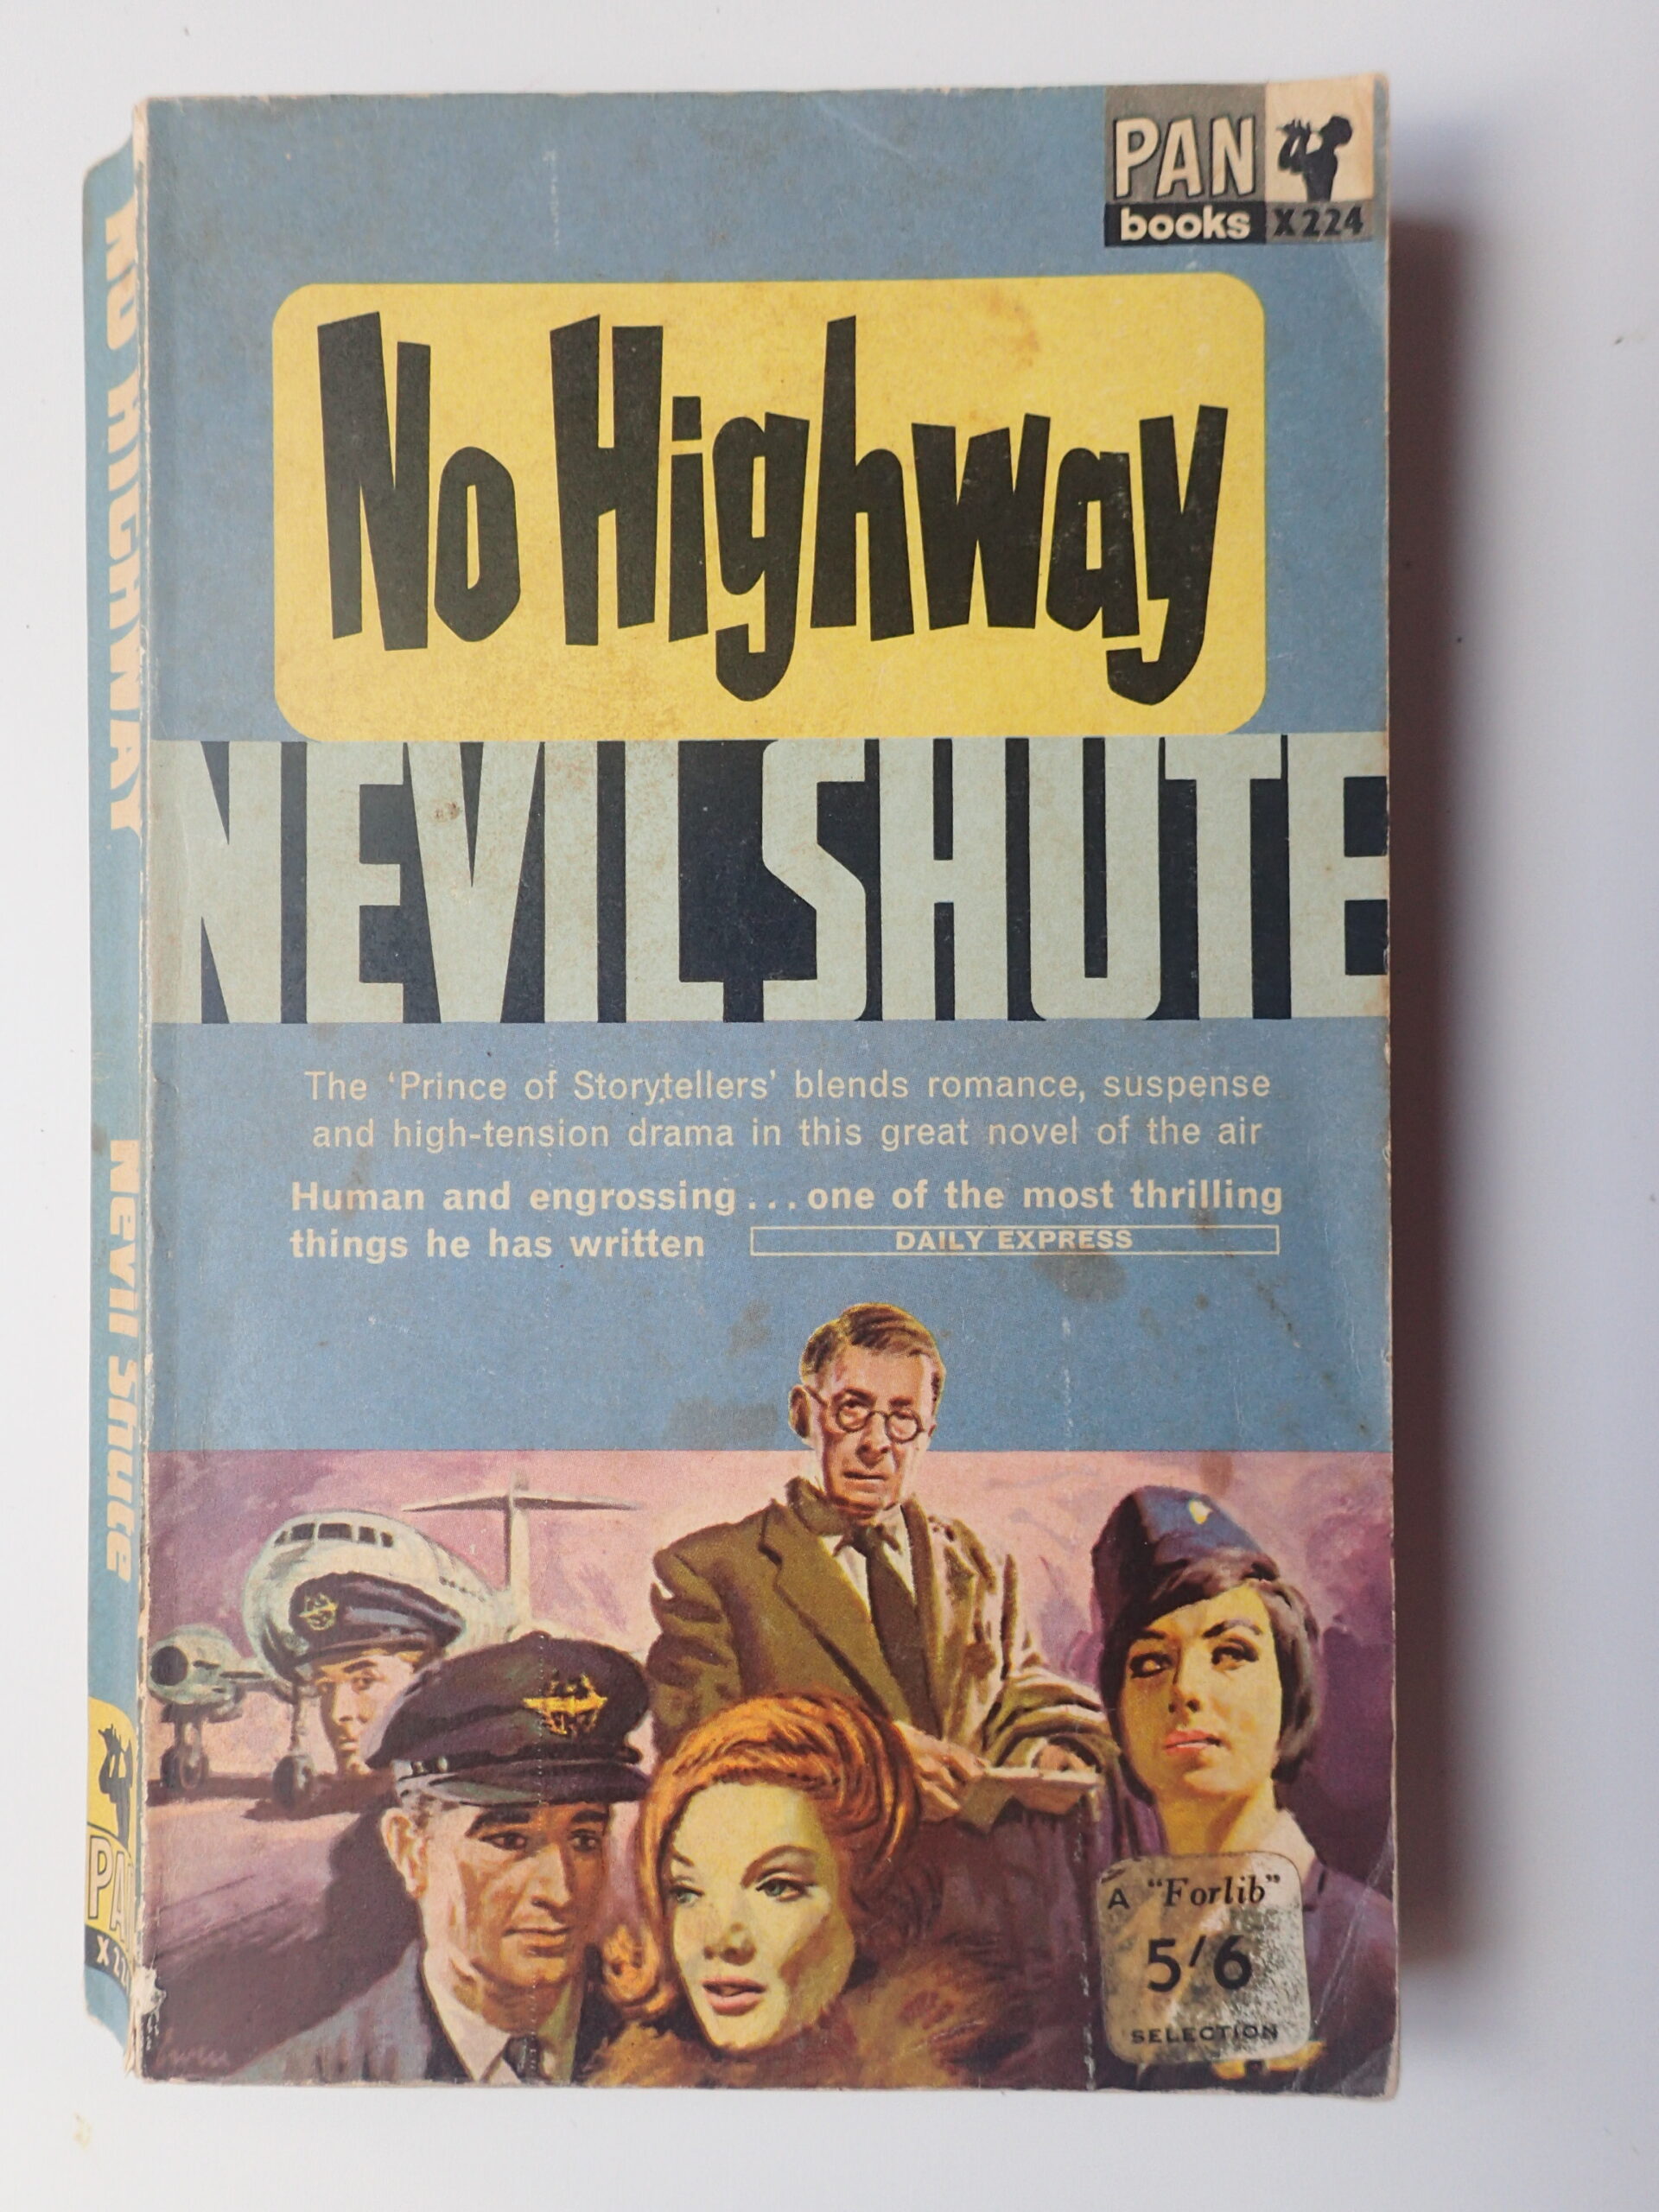 PAN
books X224
No Highway
NEVIL SHUTE
The ‘Prince of Storytellers’ blends romance, suspense
and high-tension drama in this great novel of the air
Human and engrossing... one of the most thrilling
things he has written DAILY EXPRESS
A “Forlib”
5/6
SELECTION
NO HIGHWAY
Nevil Shute
PA
X 22